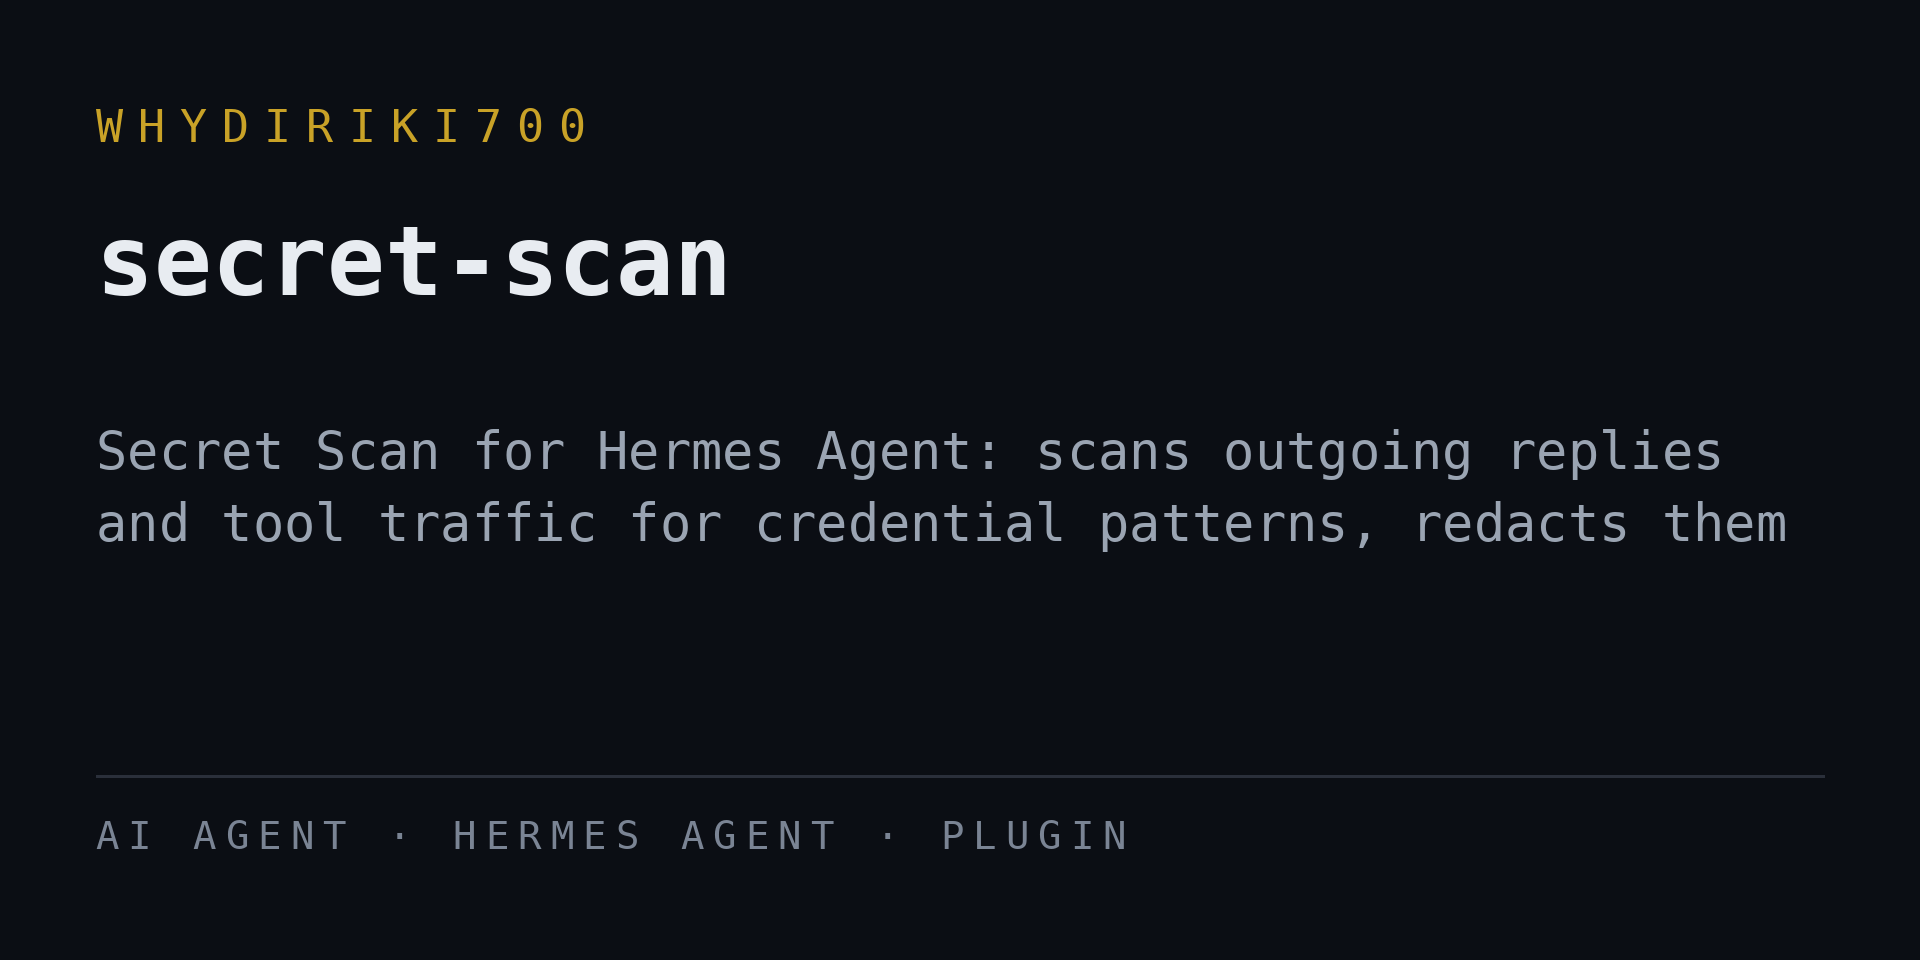 WHYDIRIKI700
secret-scan
Secret Scan for Hermes Agent: scans outgoing replies
and tool traffic for credential patterns, redacts them
AI AGENT · HERMES AGENT · PLUGIN